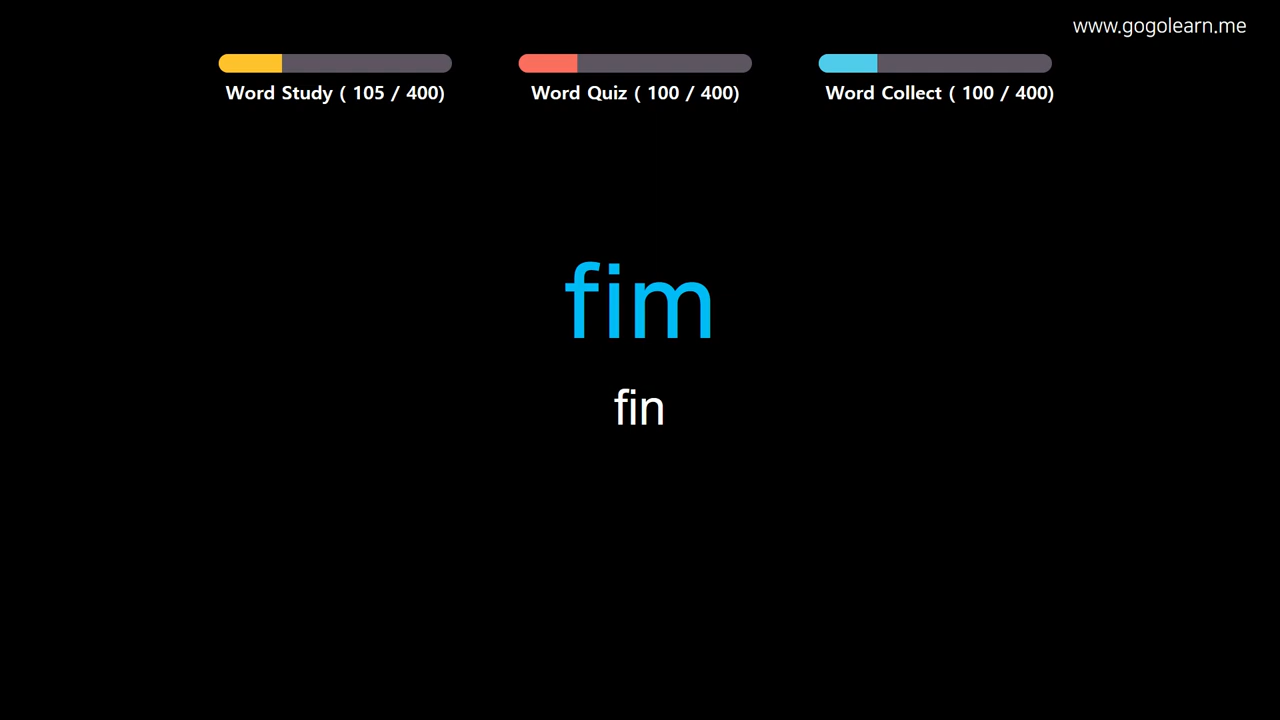 www.gogolearn.me
Word Study ( 105 / 400)
Word Quiz ( 100 / 400)
Word Collect ( 100 / 400)
fim
fin